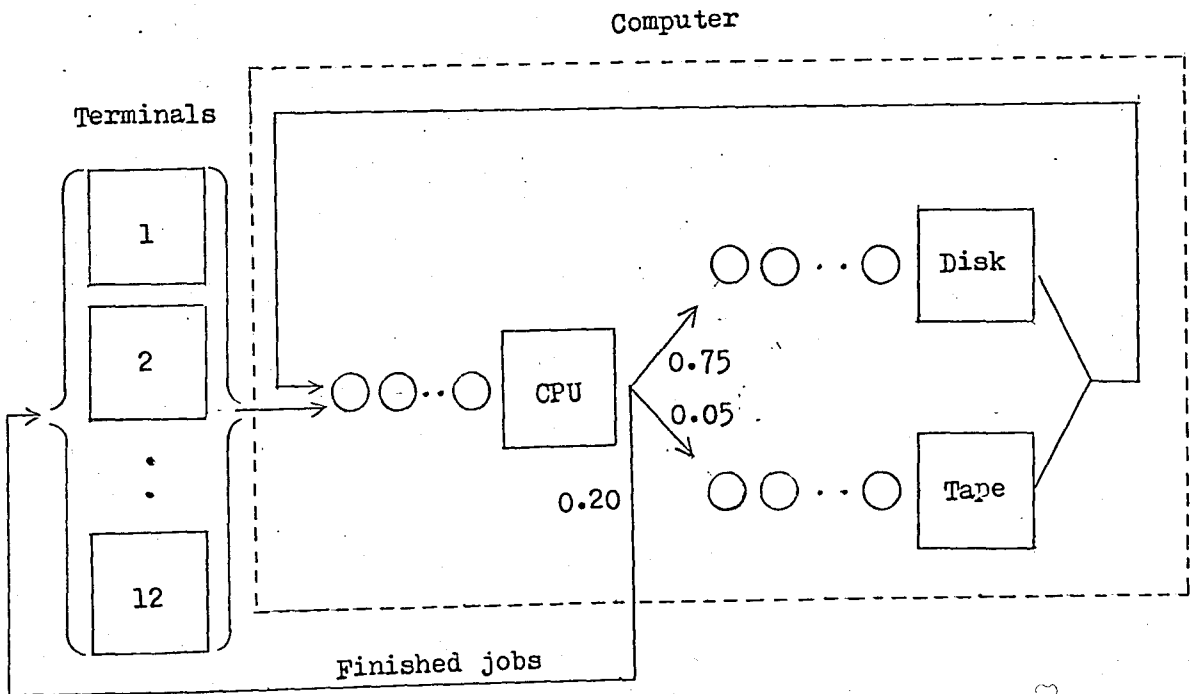 Computer
Terminals
1
2
12
CPU
0.75
0.05
0.20
Disk
Tape
Finished jobs